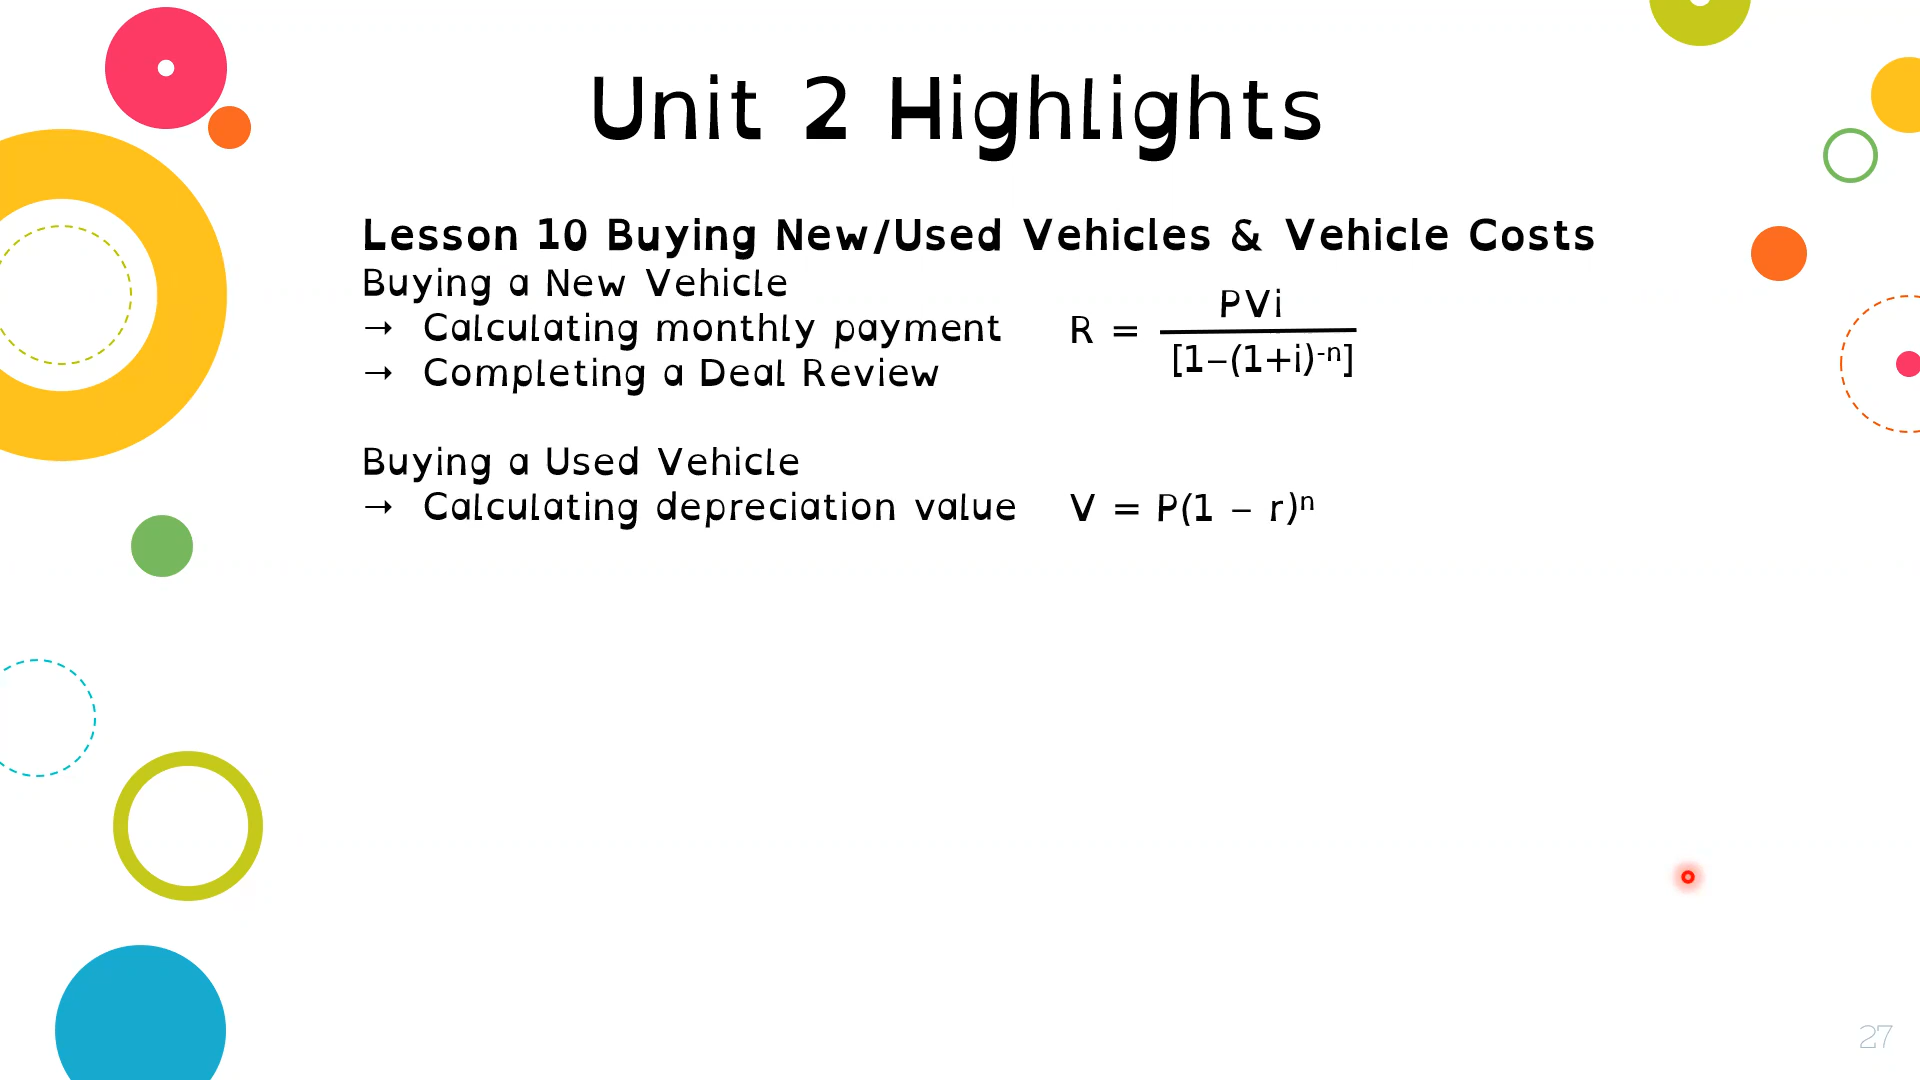 Unit 2 Highlights
Lesson 10 Buying New/Used Vehicles & Vehicle Costs
Buying a New Vehicle
→ Calculating monthly payment
→ Completing a Deal Review
R = PVi
[1–(1+i)⁻ⁿ]
Buying a Used Vehicle
→ Calculating depreciation value V = P(1 – r)ⁿ
27